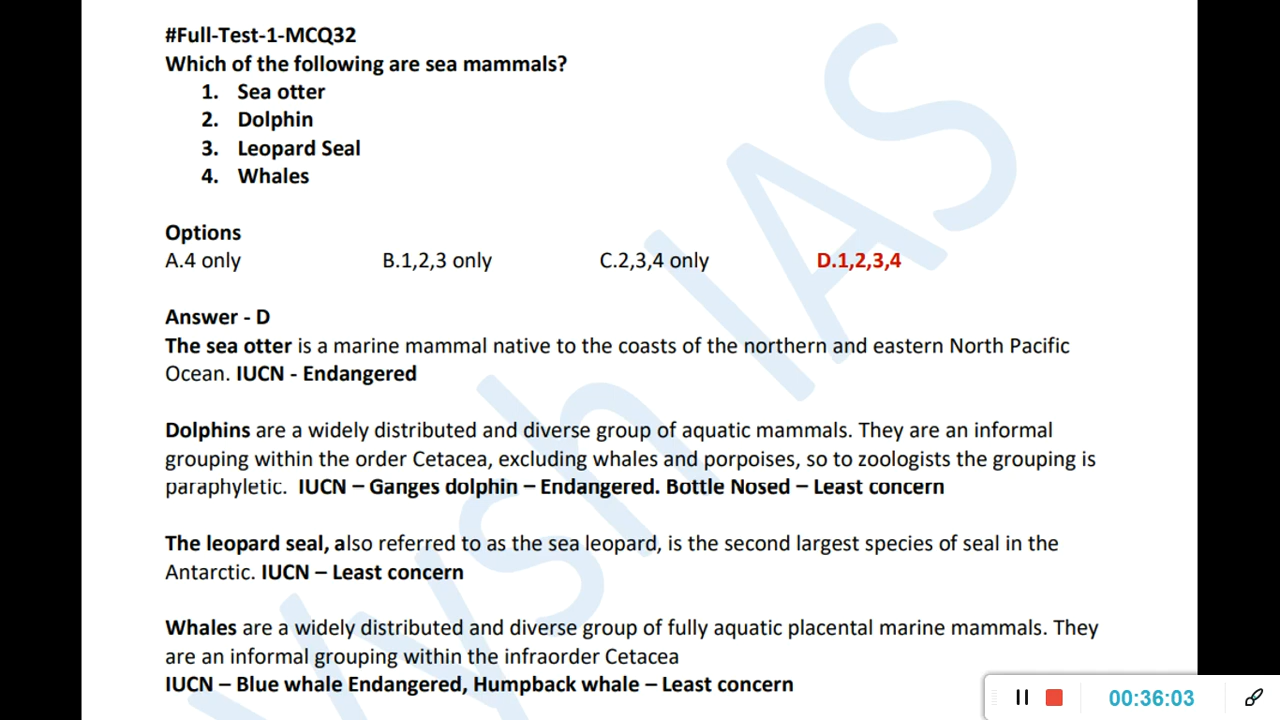 #Full-Test-1-MCQ32
Which of the following are sea mammals?
1. Sea otter
2. Dolphin
3. Leopard Seal
4. Whales
Options
A.4 only B.1,2,3 only C.2,3,4 only D.1,2,3,4
Answer - D
The sea otter is a marine mammal native to the coasts of the northern and eastern North Pacific
Ocean. IUCN - Endangered
Dolphins are a widely distributed and diverse group of aquatic mammals. They are an informal
grouping within the order Cetacea, excluding whales and porpoises, so to zoologists the grouping is
paraphyletic. IUCN – Ganges dolphin – Endangered. Bottle Nosed – Least concern
The leopard seal, also referred to as the sea leopard, is the second largest species of seal in the
Antarctic. IUCN – Least concern
Whales are a widely distributed and diverse group of fully aquatic placental marine mammals. They
are an informal grouping within the infraorder Cetacea
IUCN – Blue whale Endangered, Humpback whale – Least concern
00:36:03
Vysh IAS